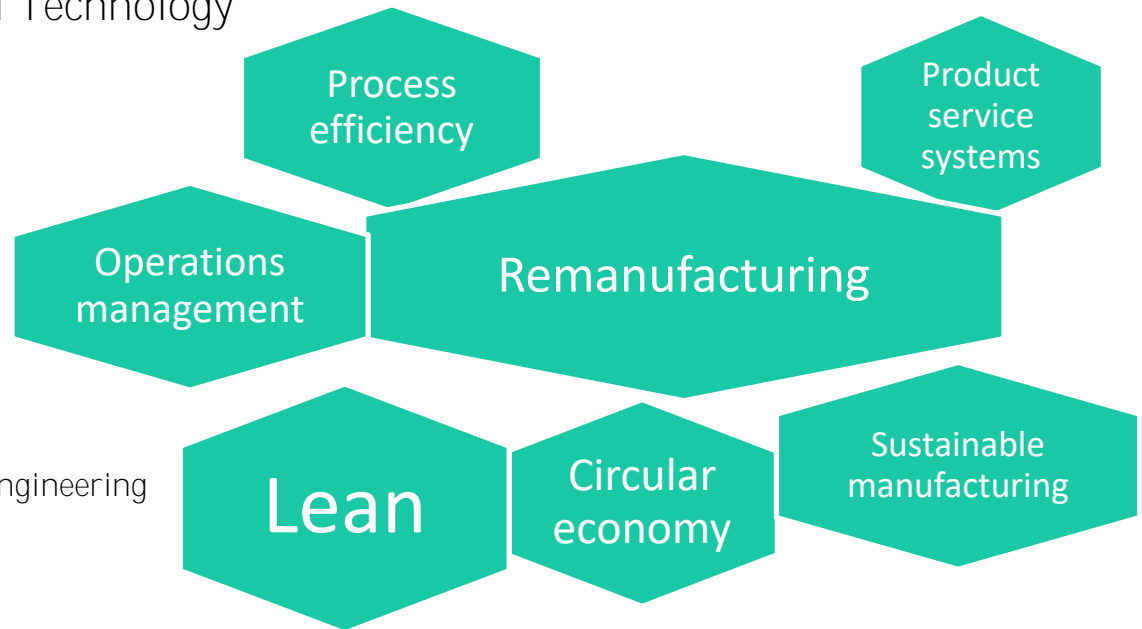 Technology
Process
efficiency
Product
service
systems
Operations
management
Remanufacturing
Lean
Circular
economy
Sustainable
manufacturing
ngineering